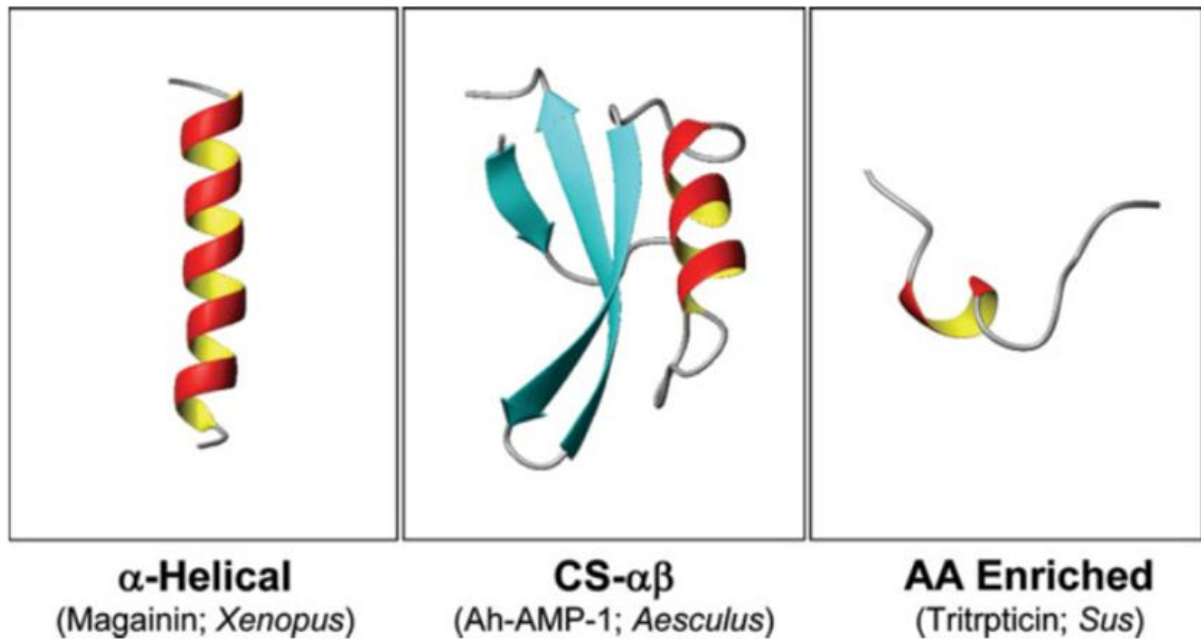 α-Helical
(Magainin; Xenopus)
CS-αβ
(Ah-AMP-1; Aesculus)
AA Enriched
(Tritrpticin; Sus)